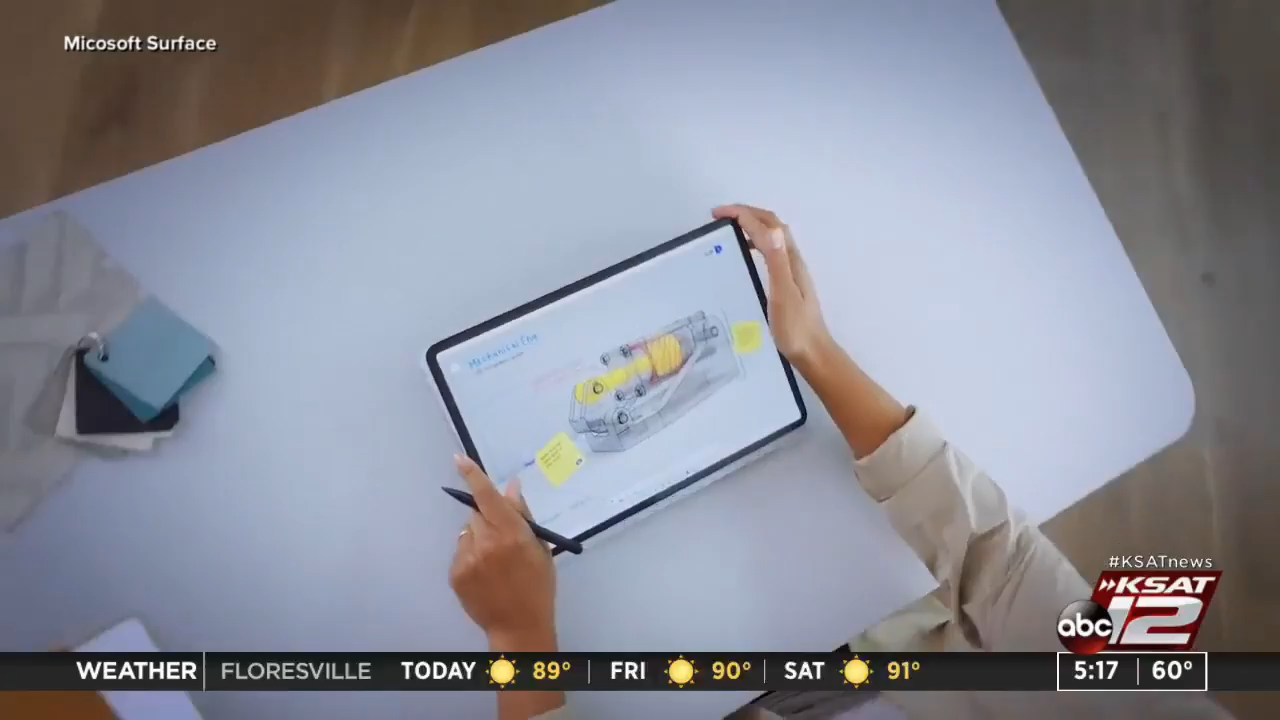 Micosoft Surface
#KSATnews
KSAT
abc 12
WEATHER FLORESVILLE TODAY 89° FRI 90° SAT 91° 5:17 60°